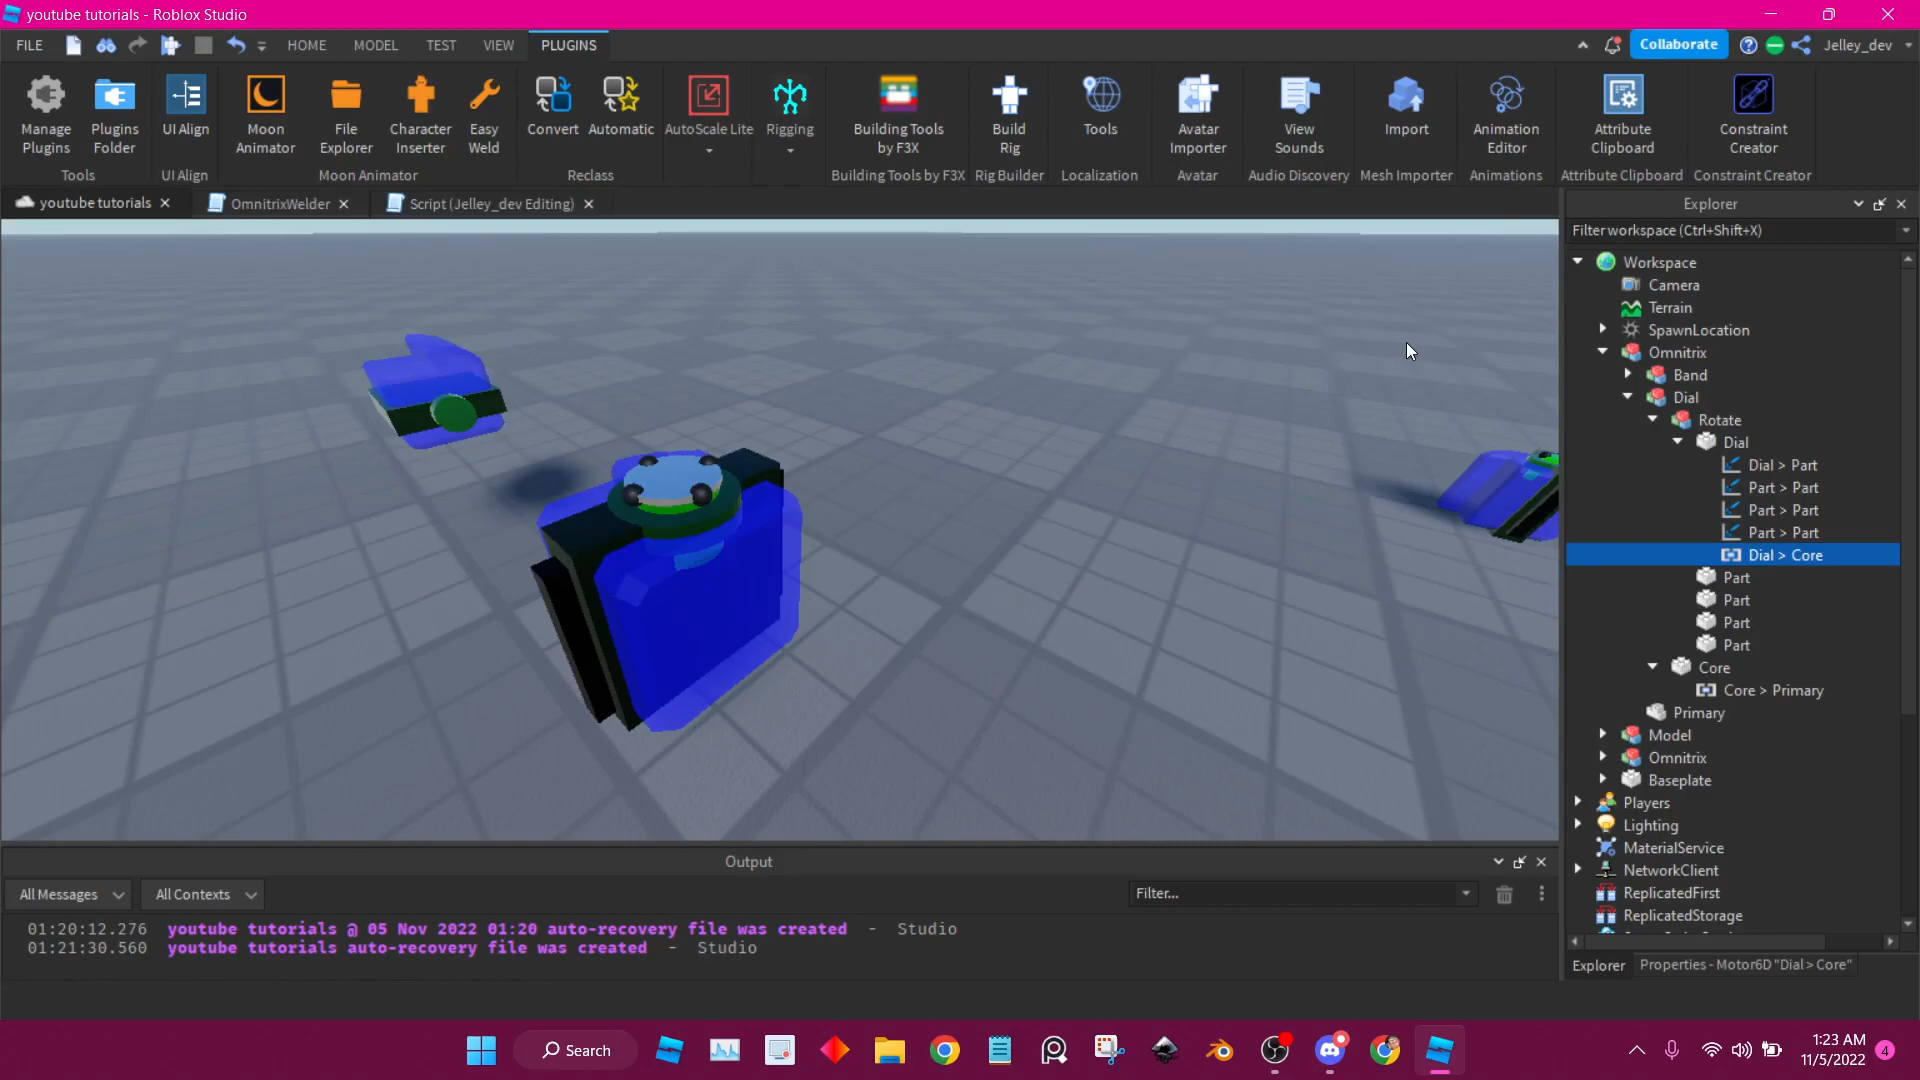 youtube tutorials - Roblox Studio
FILE HOME MODEL TEST VIEW PLUGINS Collaborate Jelley_dev
Manage Plugins
Plugins Folder
UI Align
Moon Animator
File Explorer
Character Inserter
Easy Weld
Convert
Automatic
AutoScale Lite
Rigging
Building Tools by F3X
Build Rig
Tools
Avatar Importer
View Sounds
Import
Animation Editor
Attribute Clipboard
Constraint Creator
Tools UI Align Moon Animator Reclass Building Tools by F3X Rig Builder Localization Avatar Audio Discovery Mesh Importer Animations Attribute Clipboard Constraint Creator
youtube tutorials OmnitrixWelder Script (Jelley_dev Editing)
Explorer
Filter workspace (Ctrl+Shift+X)
Workspace
Camera
Terrain
SpawnLocation
Omnitrix
Band
Dial
Rotate
Dial
Dial > Part
Part > Part
Part > Part
Part > Part
Dial > Core
Part
Part
Part
Part
Core
Core > Primary
Primary
Model
Omnitrix
Baseplate
Players
Lighting
MaterialService
NetworkClient
ReplicatedFirst
ReplicatedStorage
Explorer Properties - Motor6D "Dial > Core"
Output
All Messages All Contexts Filter...
01:20:12.276 youtube tutorials @ 05 Nov 2022 01:20 auto-recovery file was created - Studio
01:21:30.560 youtube tutorials auto-recovery file was created - Studio
Search
1:23 AM
11/5/2022
4